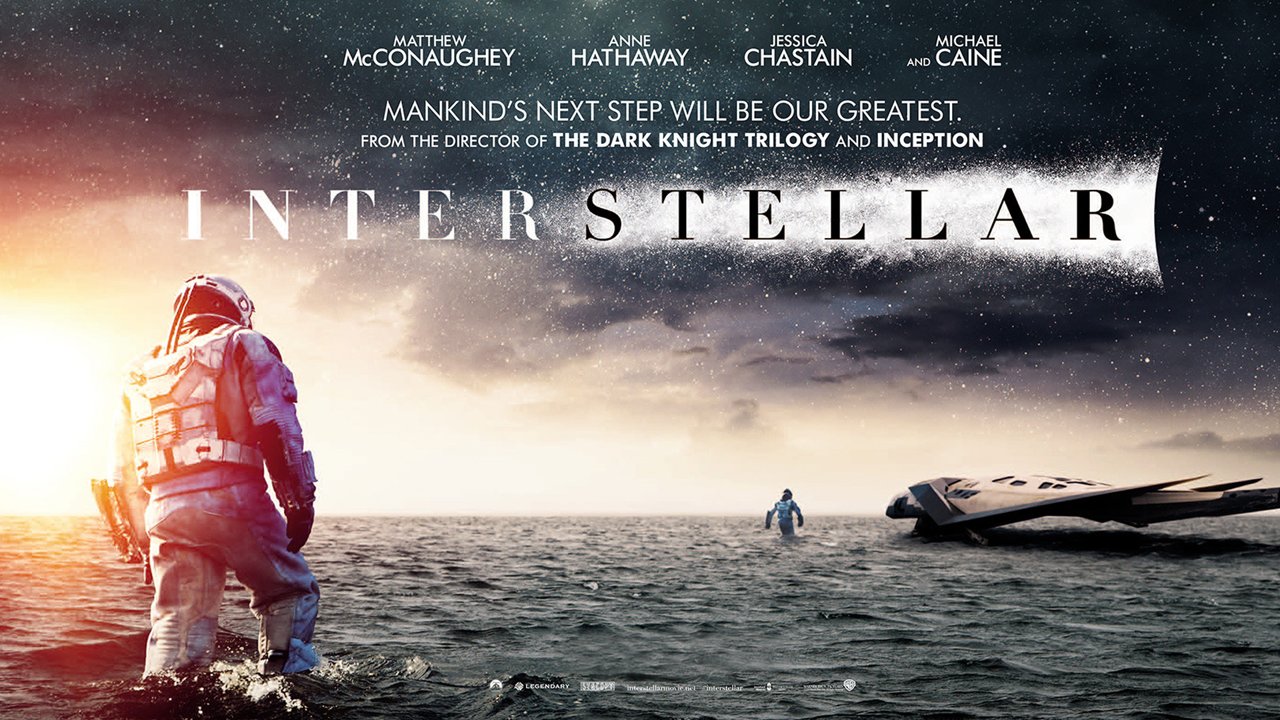 MATTHEW
McCONAUGHEY
ANNE
HATHAWAY
JESSICA
CHASTAIN
MICHAEL
AND CAINE
MANKIND'S NEXT STEP WILL BE OUR GREATEST.
FROM THE DIRECTOR OF THE DARK KNIGHT TRILOGY AND INCEPTION
INTERSTELLAR
LEGENDARY SYNCOPY interstellarmovie.net #interstellar